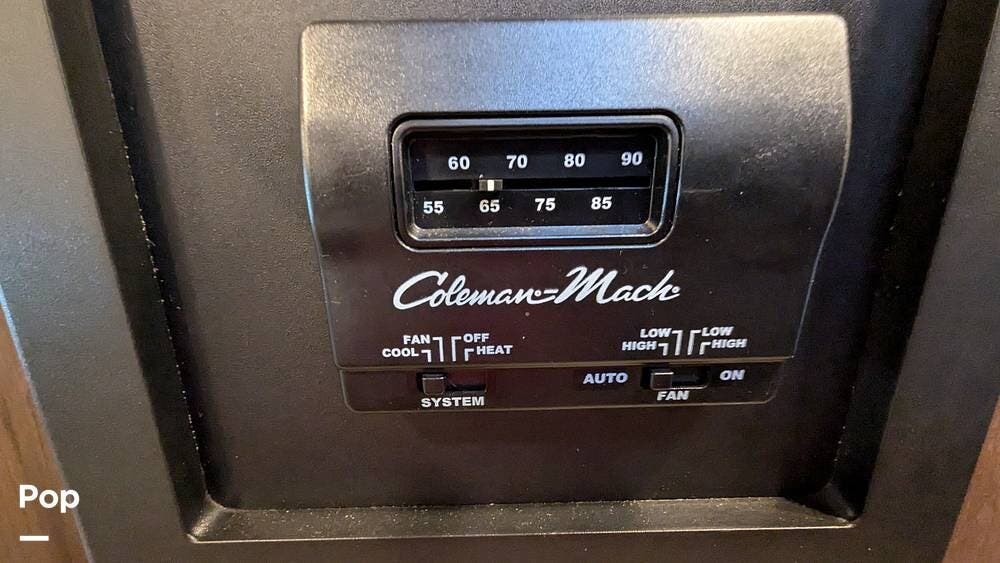 60 70 80 90
55 65 75 85
Coleman-Mach
FAN OFF
COOL HEAT
LOW LOW
HIGH HIGH
AUTO ON
SYSTEM
FAN
Pop